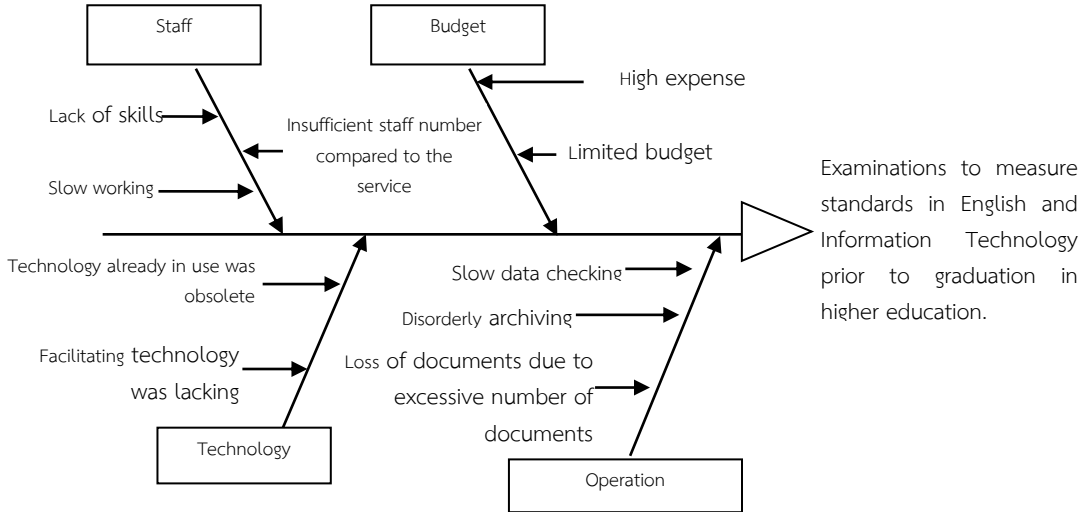 Staff
Budget
High expense
Lack of skills
Insufficient staff number
compared to the
service
Limited budget
Slow working
Examinations to measure
standards in English and
Information Technology
prior to graduation in
higher education.
Technology already in use was
obsolete
Slow data checking
Disorderly archiving
Facilitating technology
was lacking
Loss of documents due to
excessive number of
documents
Technology
Operation